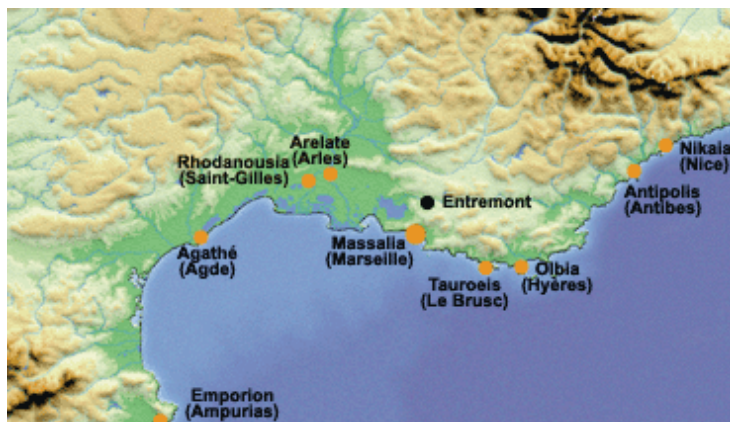 Arelate
(Arles)
Rhodanousia
(Saint-Gilles)
Nikaia
(Nice)
Antipolis
(Antibes)
Entremont
Agathé
(Agde)
Massalia
(Marseille)
Tauroeis
(Le Brusc)
Olbia
(Hyères)
Emporion
(Ampurias)